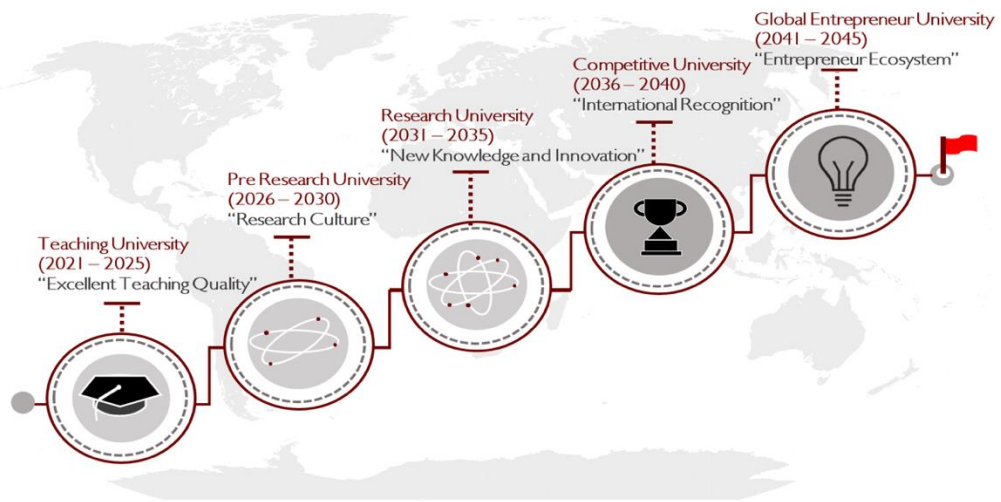 Teaching University
(2021 – 2025)
“Excellent Teaching Quality”
Pre Research University
(2026 – 2030)
“Research Culture”
Research University
(2031 – 2035)
“New Knowledge and Innovation”
Competitive University
(2036 – 2040)
“International Recognition”
Global Entrepreneur University
(2041 – 2045)
“Entrepreneur Ecosystem”